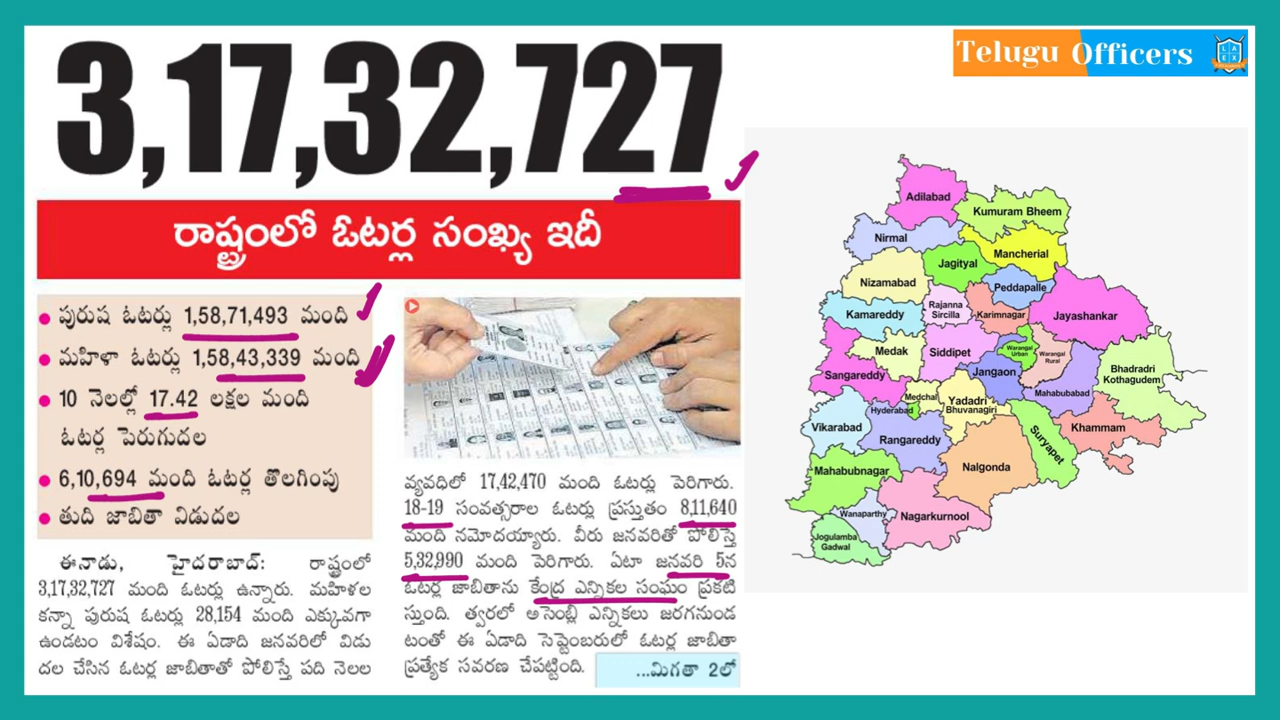 3,17,32,727
Telugu Officers
రాష్ట్రంలో ఓటర్ల సంఖ్య ఇదీ
పురుష ఓటర్లు 1,58,71,493 మంది
మహిళా ఓటర్లు 1,58,43,339 మంది
10 నెలల్లో 17.42 లక్షల మంది
ఓటర్ల పెరుగుదల
6,10,694 మంది ఓటర్ల తొలగింపు
తుది జాబితా విడుదల
ఈనాడు, హైదరాబాద్: రాష్ట్రంలో
3,17,32,727 మంది ఓటర్లు ఉన్నారు. మహిళల
కన్నా పురుష ఓటర్లు 28,154 మంది ఎక్కువగా
ఉండటం విశేషం. ఈ ఏడాది జనవరిలో విడు
దల చేసిన ఓటర్ల జాబితాతో పోలిస్తే పది నెలల
వ్యవధిలో 17,42,470 మంది ఓటర్లు పెరిగారు.
18-19 సంవత్సరాల ఓటర్లు ప్రస్తుతం 8,11,640
మంది నమోదయ్యారు. వీరు జనవరితో పోలిస్తే
5,32,990 మంది పెరిగారు. ఏటా జనవరి 5న
ఓటర్ల జాబితాను కేంద్ర ఎన్నికల సంఘం ప్రకటి
స్తుంది. త్వరలో అసెంబ్లీ ఎన్నికలు జరగనుండ
టంతో ఈ ఏడాది సెప్టెంబరులో ఓటర్ల జాబితా
ప్రత్యేక సవరణ చేపట్టింది.
...మిగతా 2లో
Adilabad
Kumuram Bheem
Nirmal
Mancherial
Jagityal
Nizamabad
Peddapalle
Rajanna
Sircilla
Kamareddy
Karimnagar
Jayashankar
Medak
Siddipet
Warangal
Urban
Warangal
Rural
Sangareddy
Jangaon
Bhadradri
Kothagudem
Mahabubabad
Medchal
Yadadri
Bhuvanagiri
Hyderabad
Vikarabad
Rangareddy
Suryapet
Khammam
Mahabubnagar
Nalgonda
Wanaparthy
Nagarkurnool
Jogulamba
Gadwal